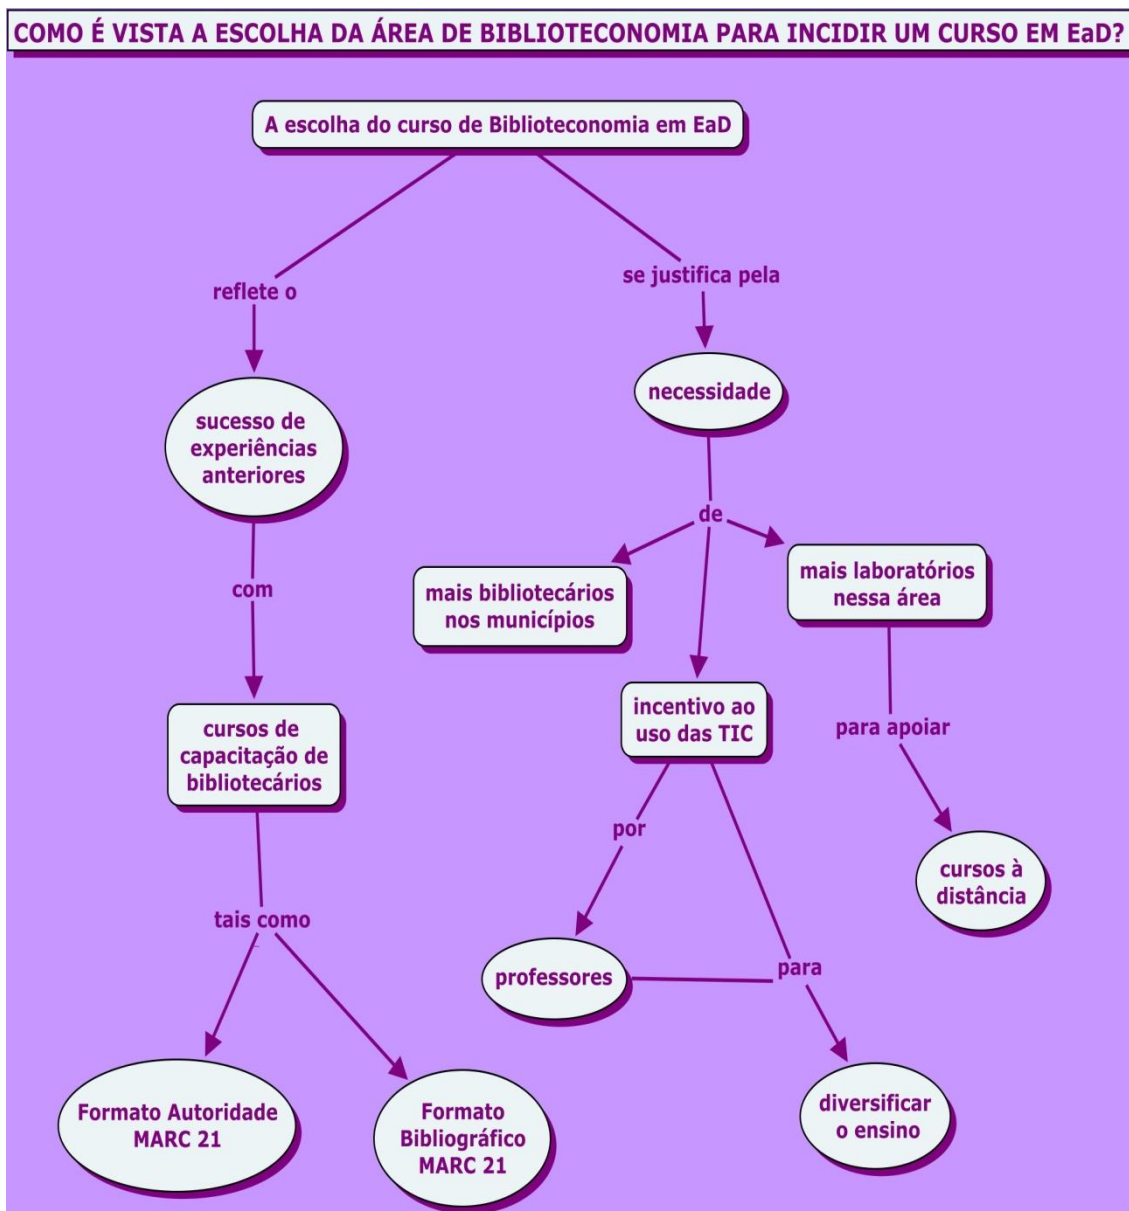 COMO É VISTA A ESCOLHA DA ÁREA DE BIBLIOTECONOMIA PARA INCIDIR UM CURSO EM EaD?
A escolha do curso de Biblioteconomia em EaD
reflete o
se justifica pela
sucesso de
experiências
anteriores
necessidade
com
de
mais bibliotecários
nos municípios
mais laboratórios
nessa área
cursos de
capacitação de
bibliotecários
incentivo ao
uso das TIC
para apoiar
tais como
por
cursos à
distância
professores
para
Formato Autoridade
MARC 21
Formato
Bibliográfico
MARC 21
diversificar
o ensino